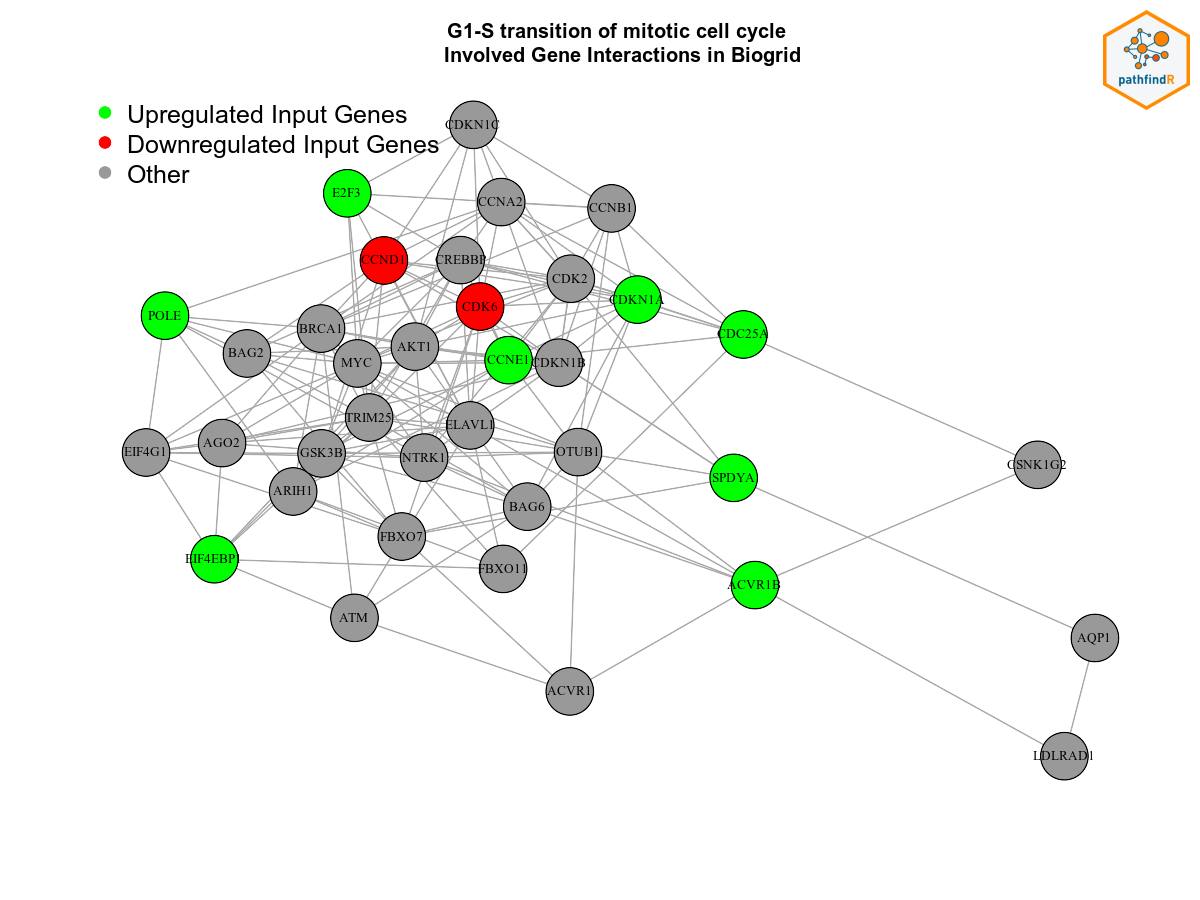 G1-S transition of mitotic cell cycle
Involved Gene Interactions in Biogrid
pathfindR
Upregulated Input Genes
Downregulated Input Genes
Other
CDKN1C
E2F3
CCNA2
CCNB1
CCND1
CREBBP
CDK2
CDKN1A
CDK6
POLE
BRCA1
CDC25A
BAG2
MYC
AKT1
CCNE1
CDKN1B
TRIM25
ELAVL1
EIF4G1
AGO2
GSK3B
NTRK1
OTUB1
CSNK1G2
ARIH1
SPDYA
BAG6
FBXO7
EIF4EBP1
FBXO11
ACVR1B
ATM
AQP1
ACVR1
LDLRAD1